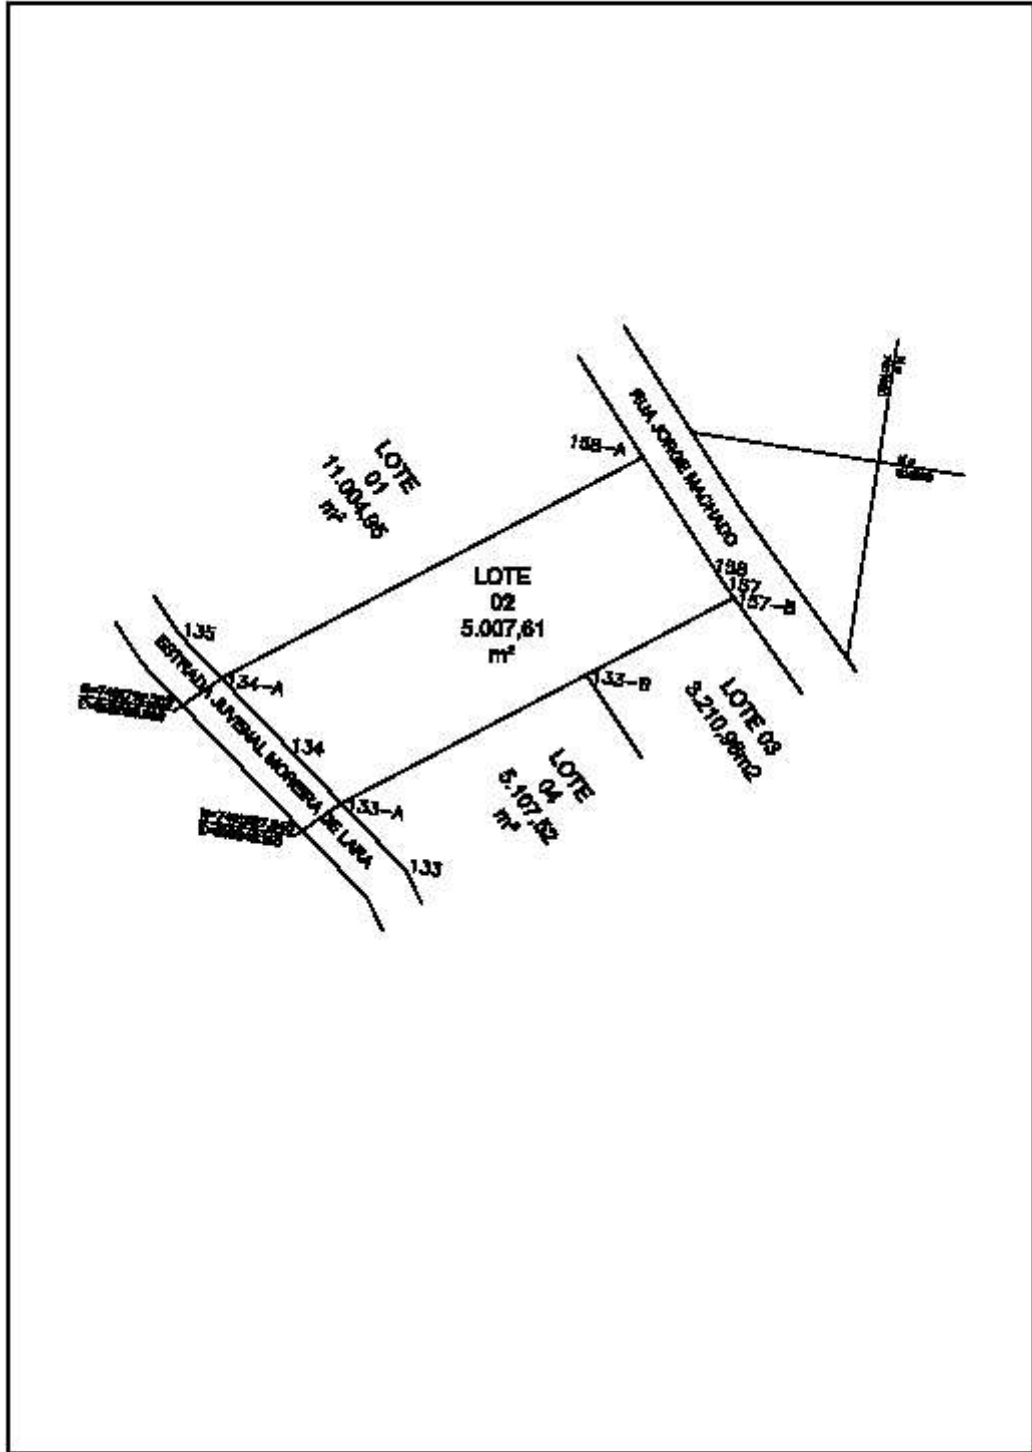 RUA JORGE MACHADO
158-A
LOTE
01
11.004,95
m²
LOTE
02
5.007,61
m²
158
157
157-B
135
134-A
133-B
ESTRADA JUVENAL MOREIRA DE LARA
LOTE 03
3.210,98m2
134
LOTE
04
5.107,52
m²
133-A
133